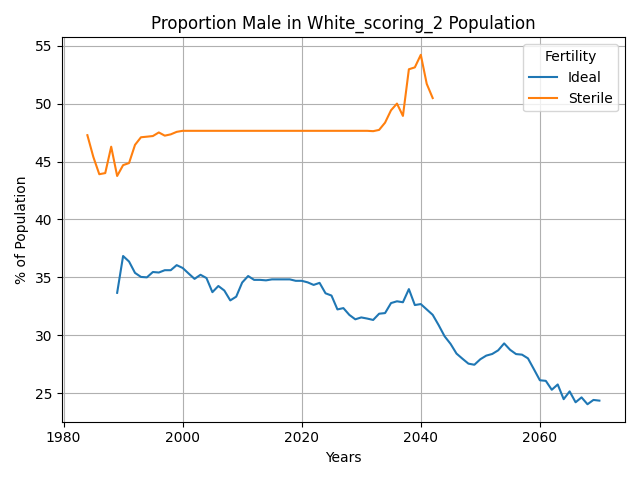 Proportion Male in White_scoring_2 Population
Fertility
Ideal
Sterile
% of Population
55
50
45
40
35
30
25
1980
2000
2020
2040
2060
Years